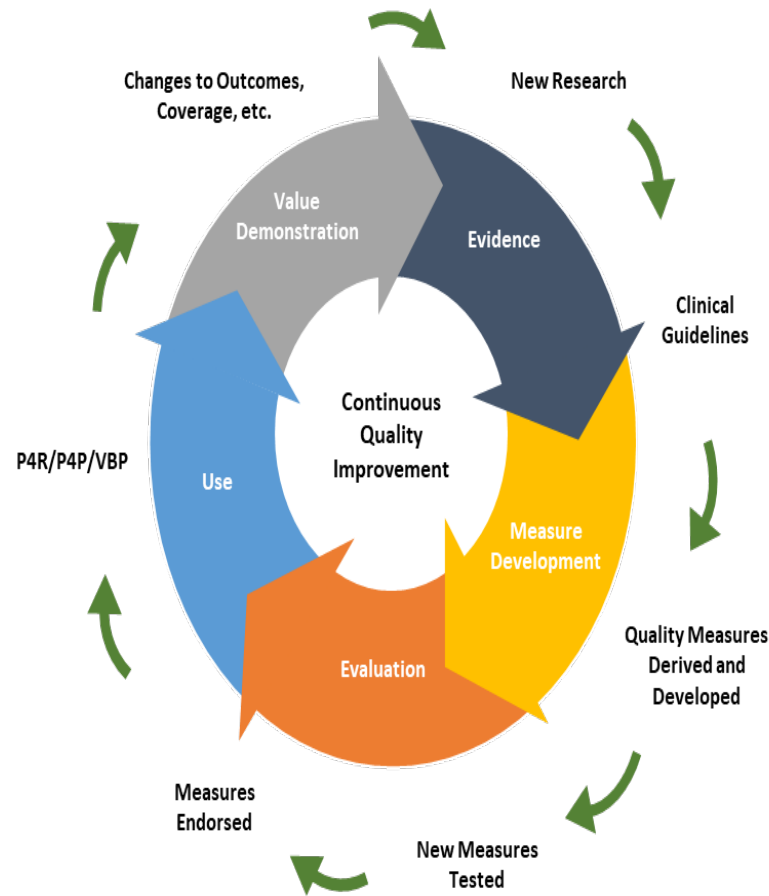 Changes to Outcomes,
Coverage, etc.
New Research
Value
Demonstration
Evidence
Clinical
Guidelines
Continuous
Quality
Improvement
P4R/P4P/VBP
Use
Measure
Development
Quality Measures
Derived and
Developed
Evaluation
Measures
Endorsed
New Measures
Tested